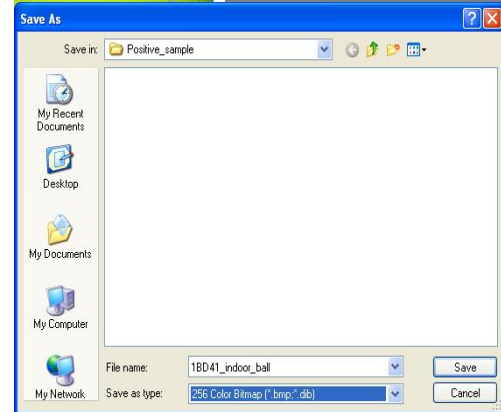 Save As
Save in: Positive_sample
My Recent
Documents
Desktop
My Documents
My Computer
My Network
File name: 1BD41_indoor_ball
Save as type: 256 Color Bitmap (*.bmp;*.dib)
Save
Cancel